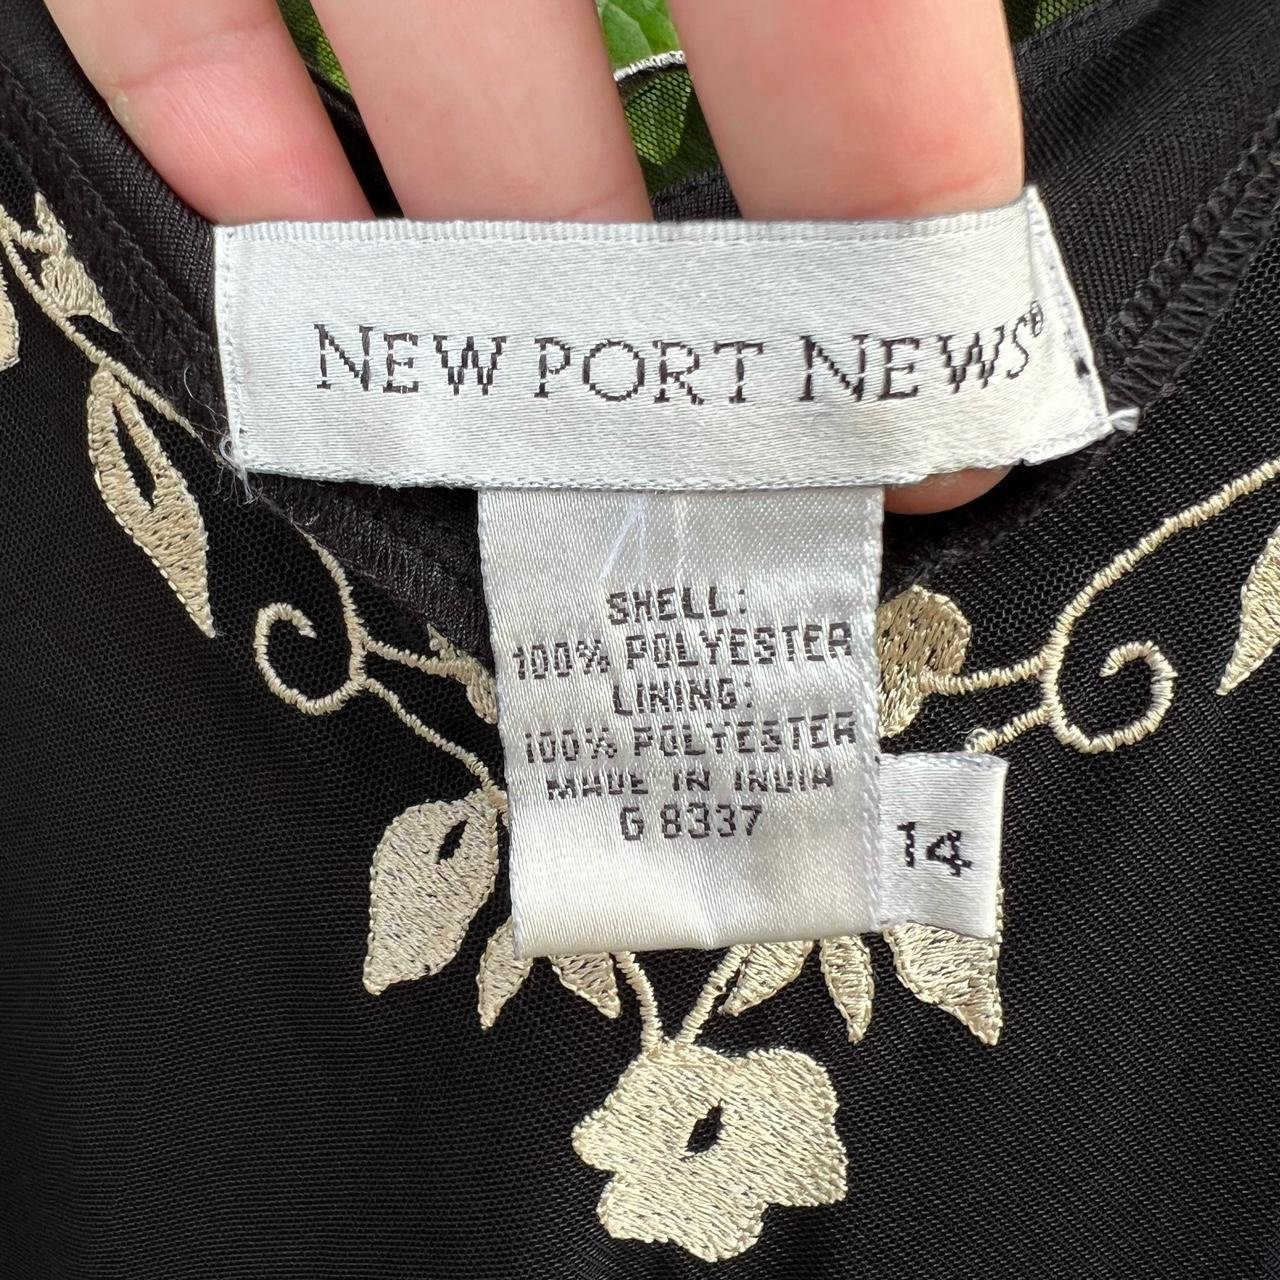 NEW PORT NEWS®
SHELL:
100% POLYESTER
LINING:
100% POLYESTER
MADE IN INDIA
G 8337
14